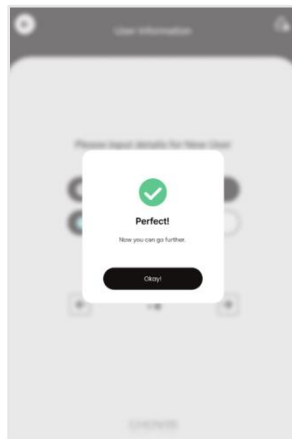 User Information
Please Input details for New User
Perfect!
Now you can go further.
Okay!